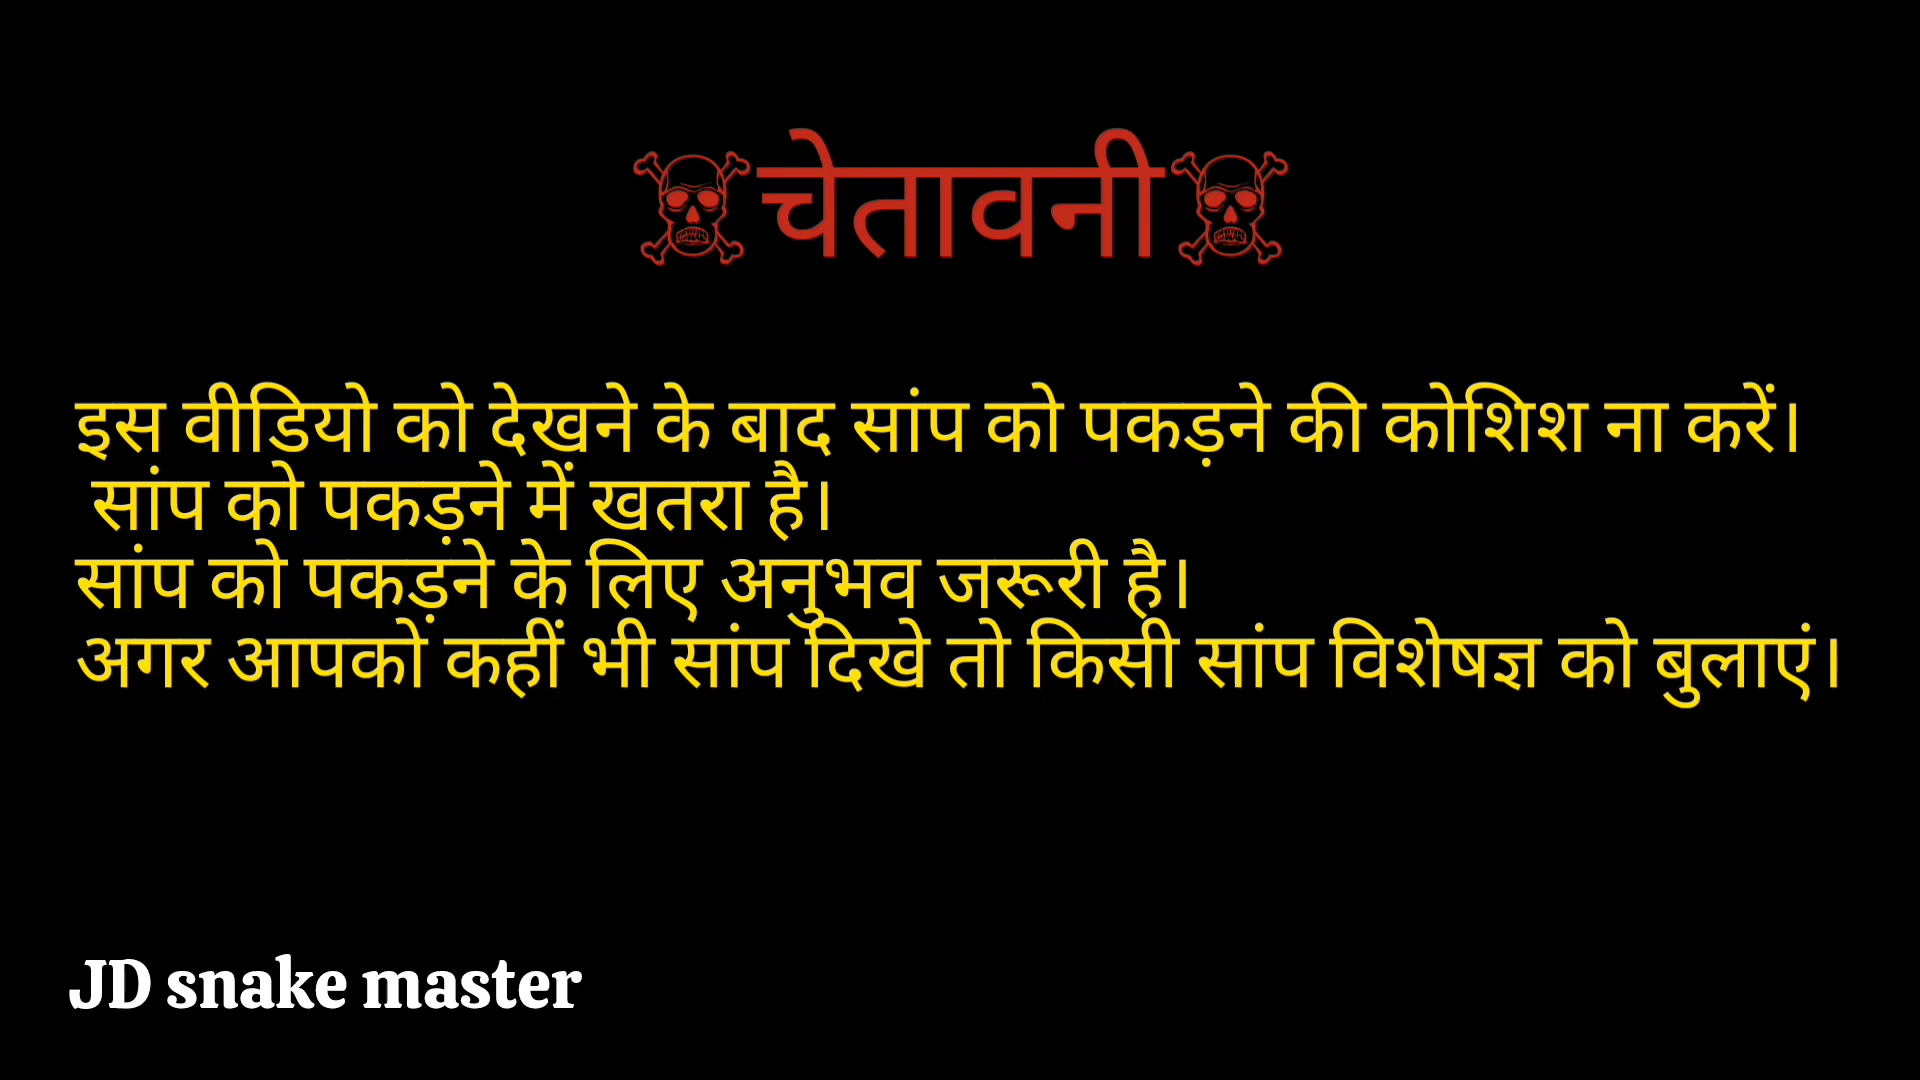 ☠चेतावनी☠
इस वीडियो को देखने के बाद सांप को पकड़ने की कोशिश ना करें।
सांप को पकड़ने में खतरा है।
सांप को पकड़ने के लिए अनुभव जरूरी है।
अगर आपको कहीं भी सांप दिखे तो किसी सांप विशेषज्ञ को बुलाएं।
JD snake master